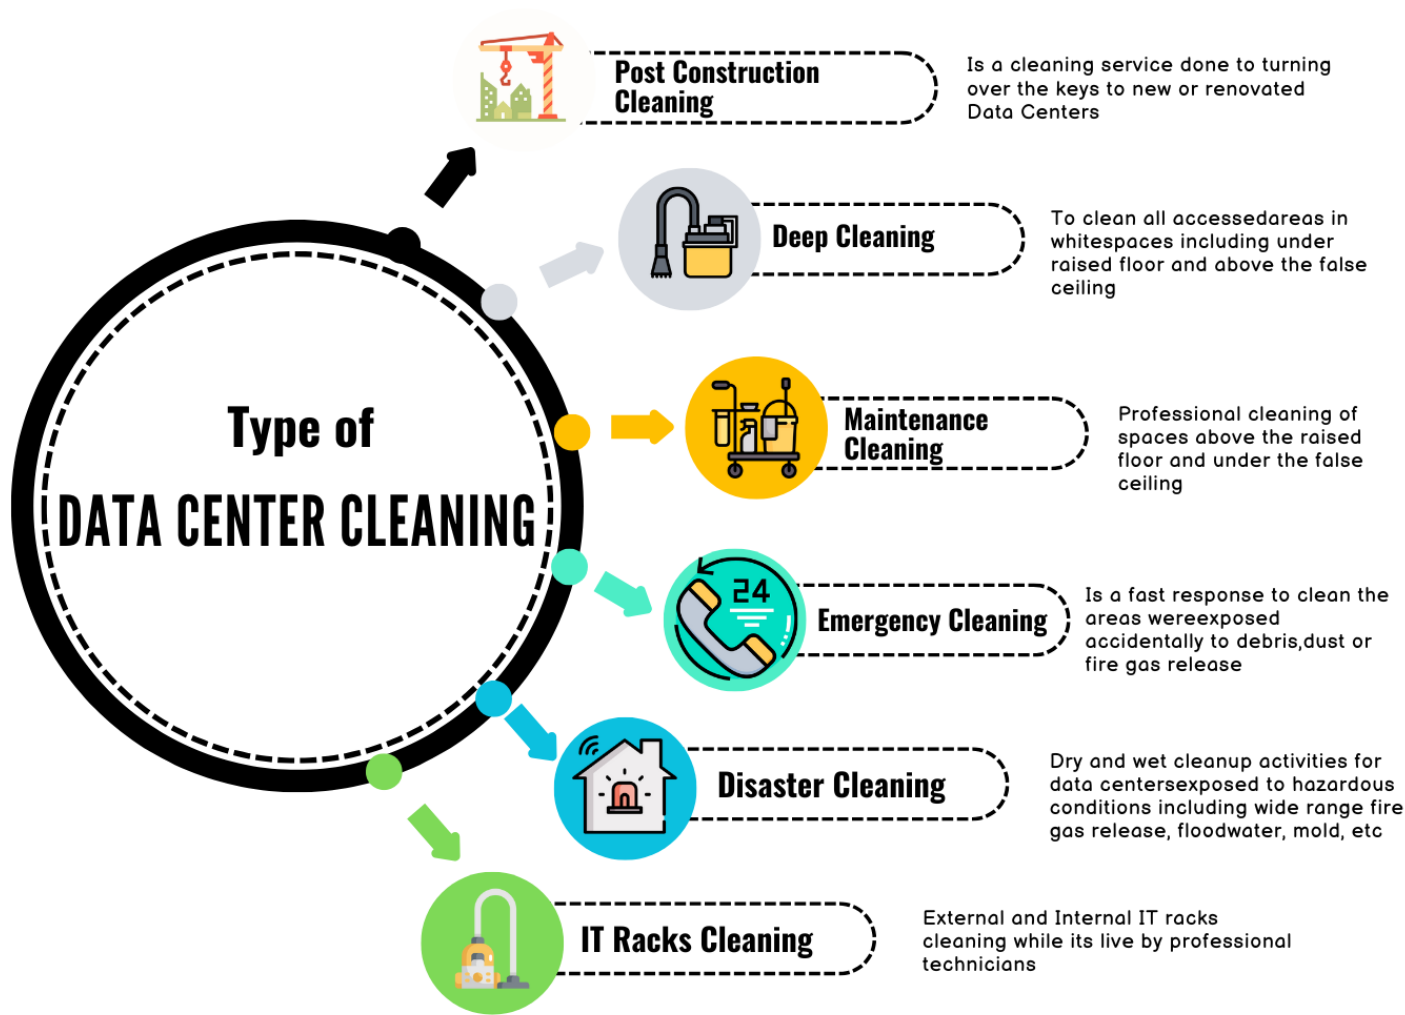 Type of
DATA CENTER CLEANING
Post Construction
Cleaning
Is a cleaning service done to turning
over the keys to new or renovated
Data Centers
Deep Cleaning
To clean all accessedareas in
whitespaces including under
raised floor and above the false
ceiling
Maintenance
Cleaning
Professional cleaning of
spaces above the raised
floor and under the false
ceiling
24
Emergency Cleaning
Is a fast response to clean the
areas wereexposed
accidentally to debris,dust or
fire gas release
Disaster Cleaning
Dry and wet cleanup activities for
data centersexposed to hazardous
conditions including wide range fire
gas release, floodwater, mold, etc
IT Racks Cleaning
External and Internal IT racks
cleaning while its live by professional
technicians